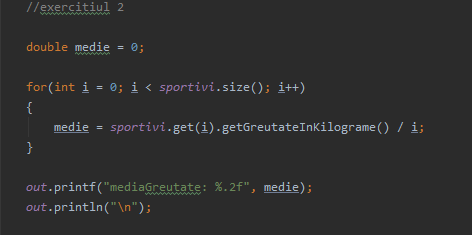 //exercitiul 2
double medie = 0;
for(int i = 0; i < sportivi.size(); i++)
{
medie = sportivi.get(i).getGreutateInKilograme() / i;
}
out.printf("mediaGreutate: %.2f", medie);
out.println("\n");